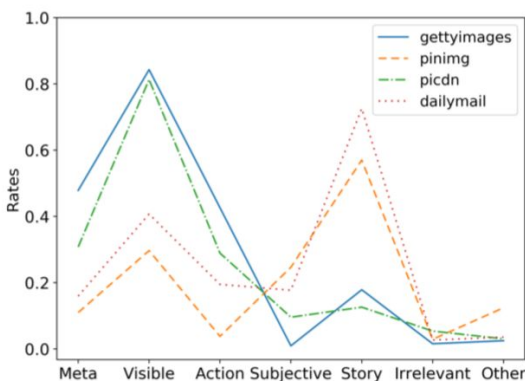 1.0
0.8
0.6
0.4
0.2
0.0
Rates
gettyimages
pinimg
picdn
dailymail
Meta Visible Action Subjective Story Irrelevant Other